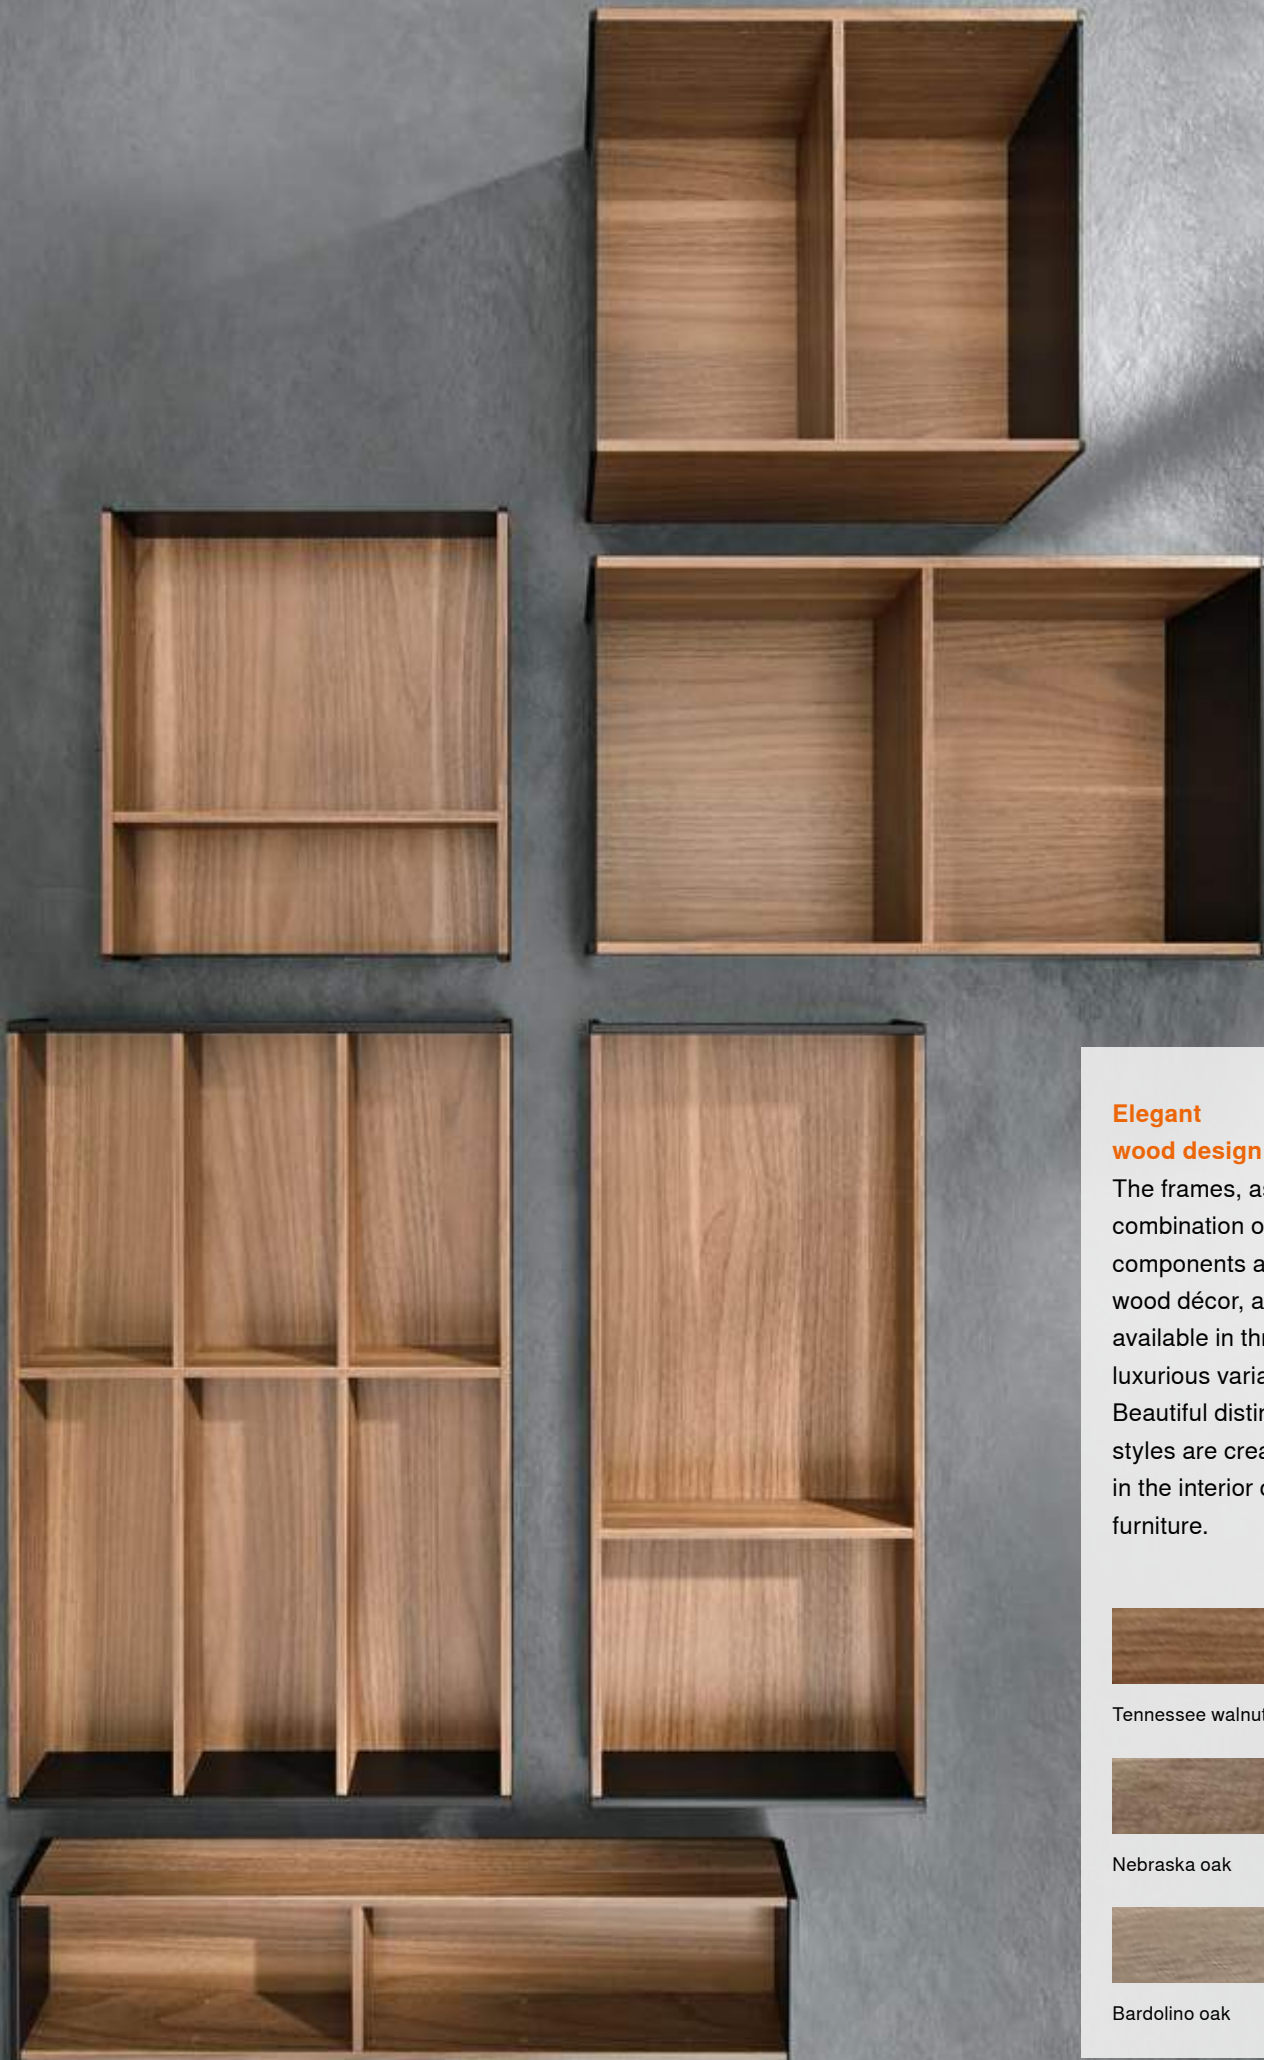 Elegant
wood design
The frames, as
combination o
components a
wood décor, a
available in thr
luxurious varia
Beautiful distin
styles are crea
in the interior o
furniture.
Tennessee walnut
Nebraska oak
Bardolino oak